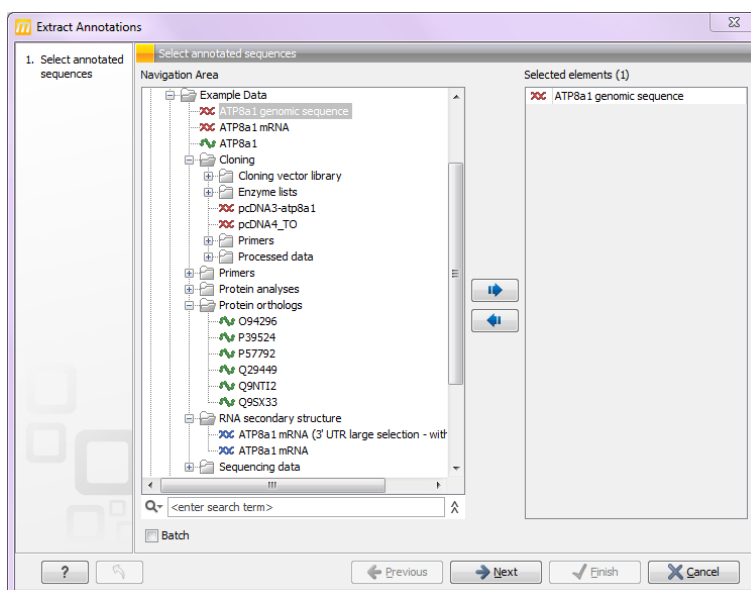 Extract Annotations
1. Select annotated
sequences
Select annotated sequences
Navigation Area
Example Data
ATP8a1 genomic sequence
ATP8a1 mRNA
ATP8a1
Cloning
Cloning vector library
Enzyme lists
pcDNA3-atp8a1
pcDNA4_TO
Primers
Processed data
Primers
Protein analyses
Protein orthologs
O94296
P39524
P57792
Q29449
Q9NTI2
Q9SX33
RNA secondary structure
ATP8a1 mRNA (3' UTR large selection - with
ATP8a1 mRNA
Sequencing data
<enter search term>
Batch
Selected elements (1)
ATP8a1 genomic sequence
?
Previous
Next
Finish
Cancel